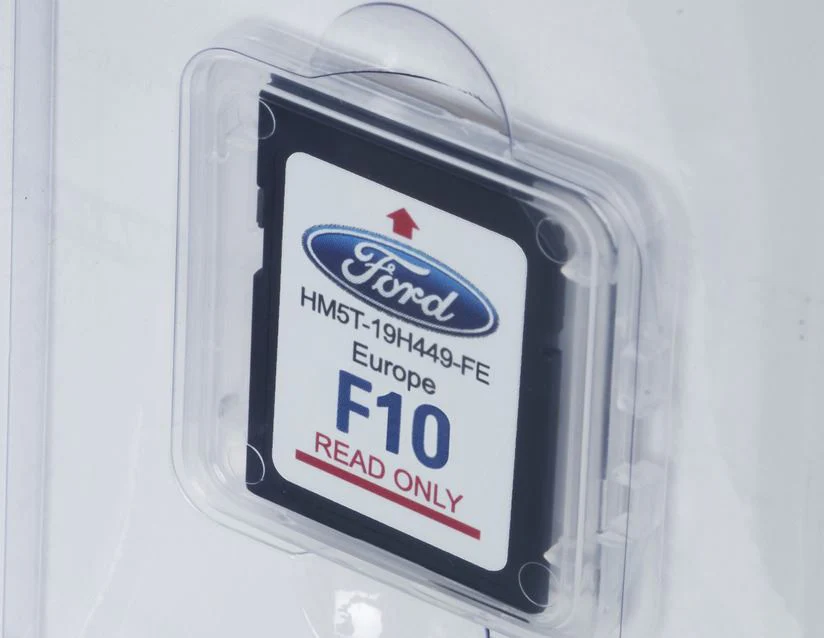 Ford
HM5T-19H449-FE
Europe
F10
READ ONLY